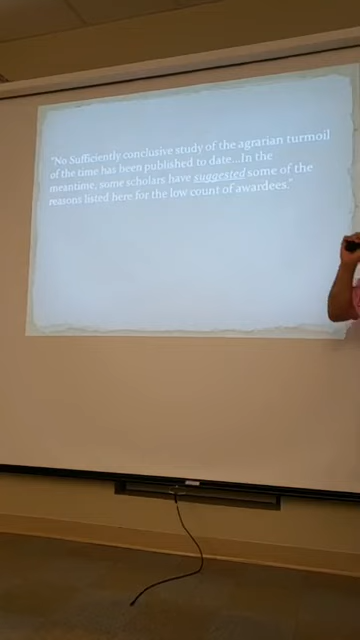 "No Sufficiently conclusive study of the agrarian turmoil
of the time has been published to date...In the
meantime, some scholars have suggested some of the
reasons listed here for the low count of awardees."